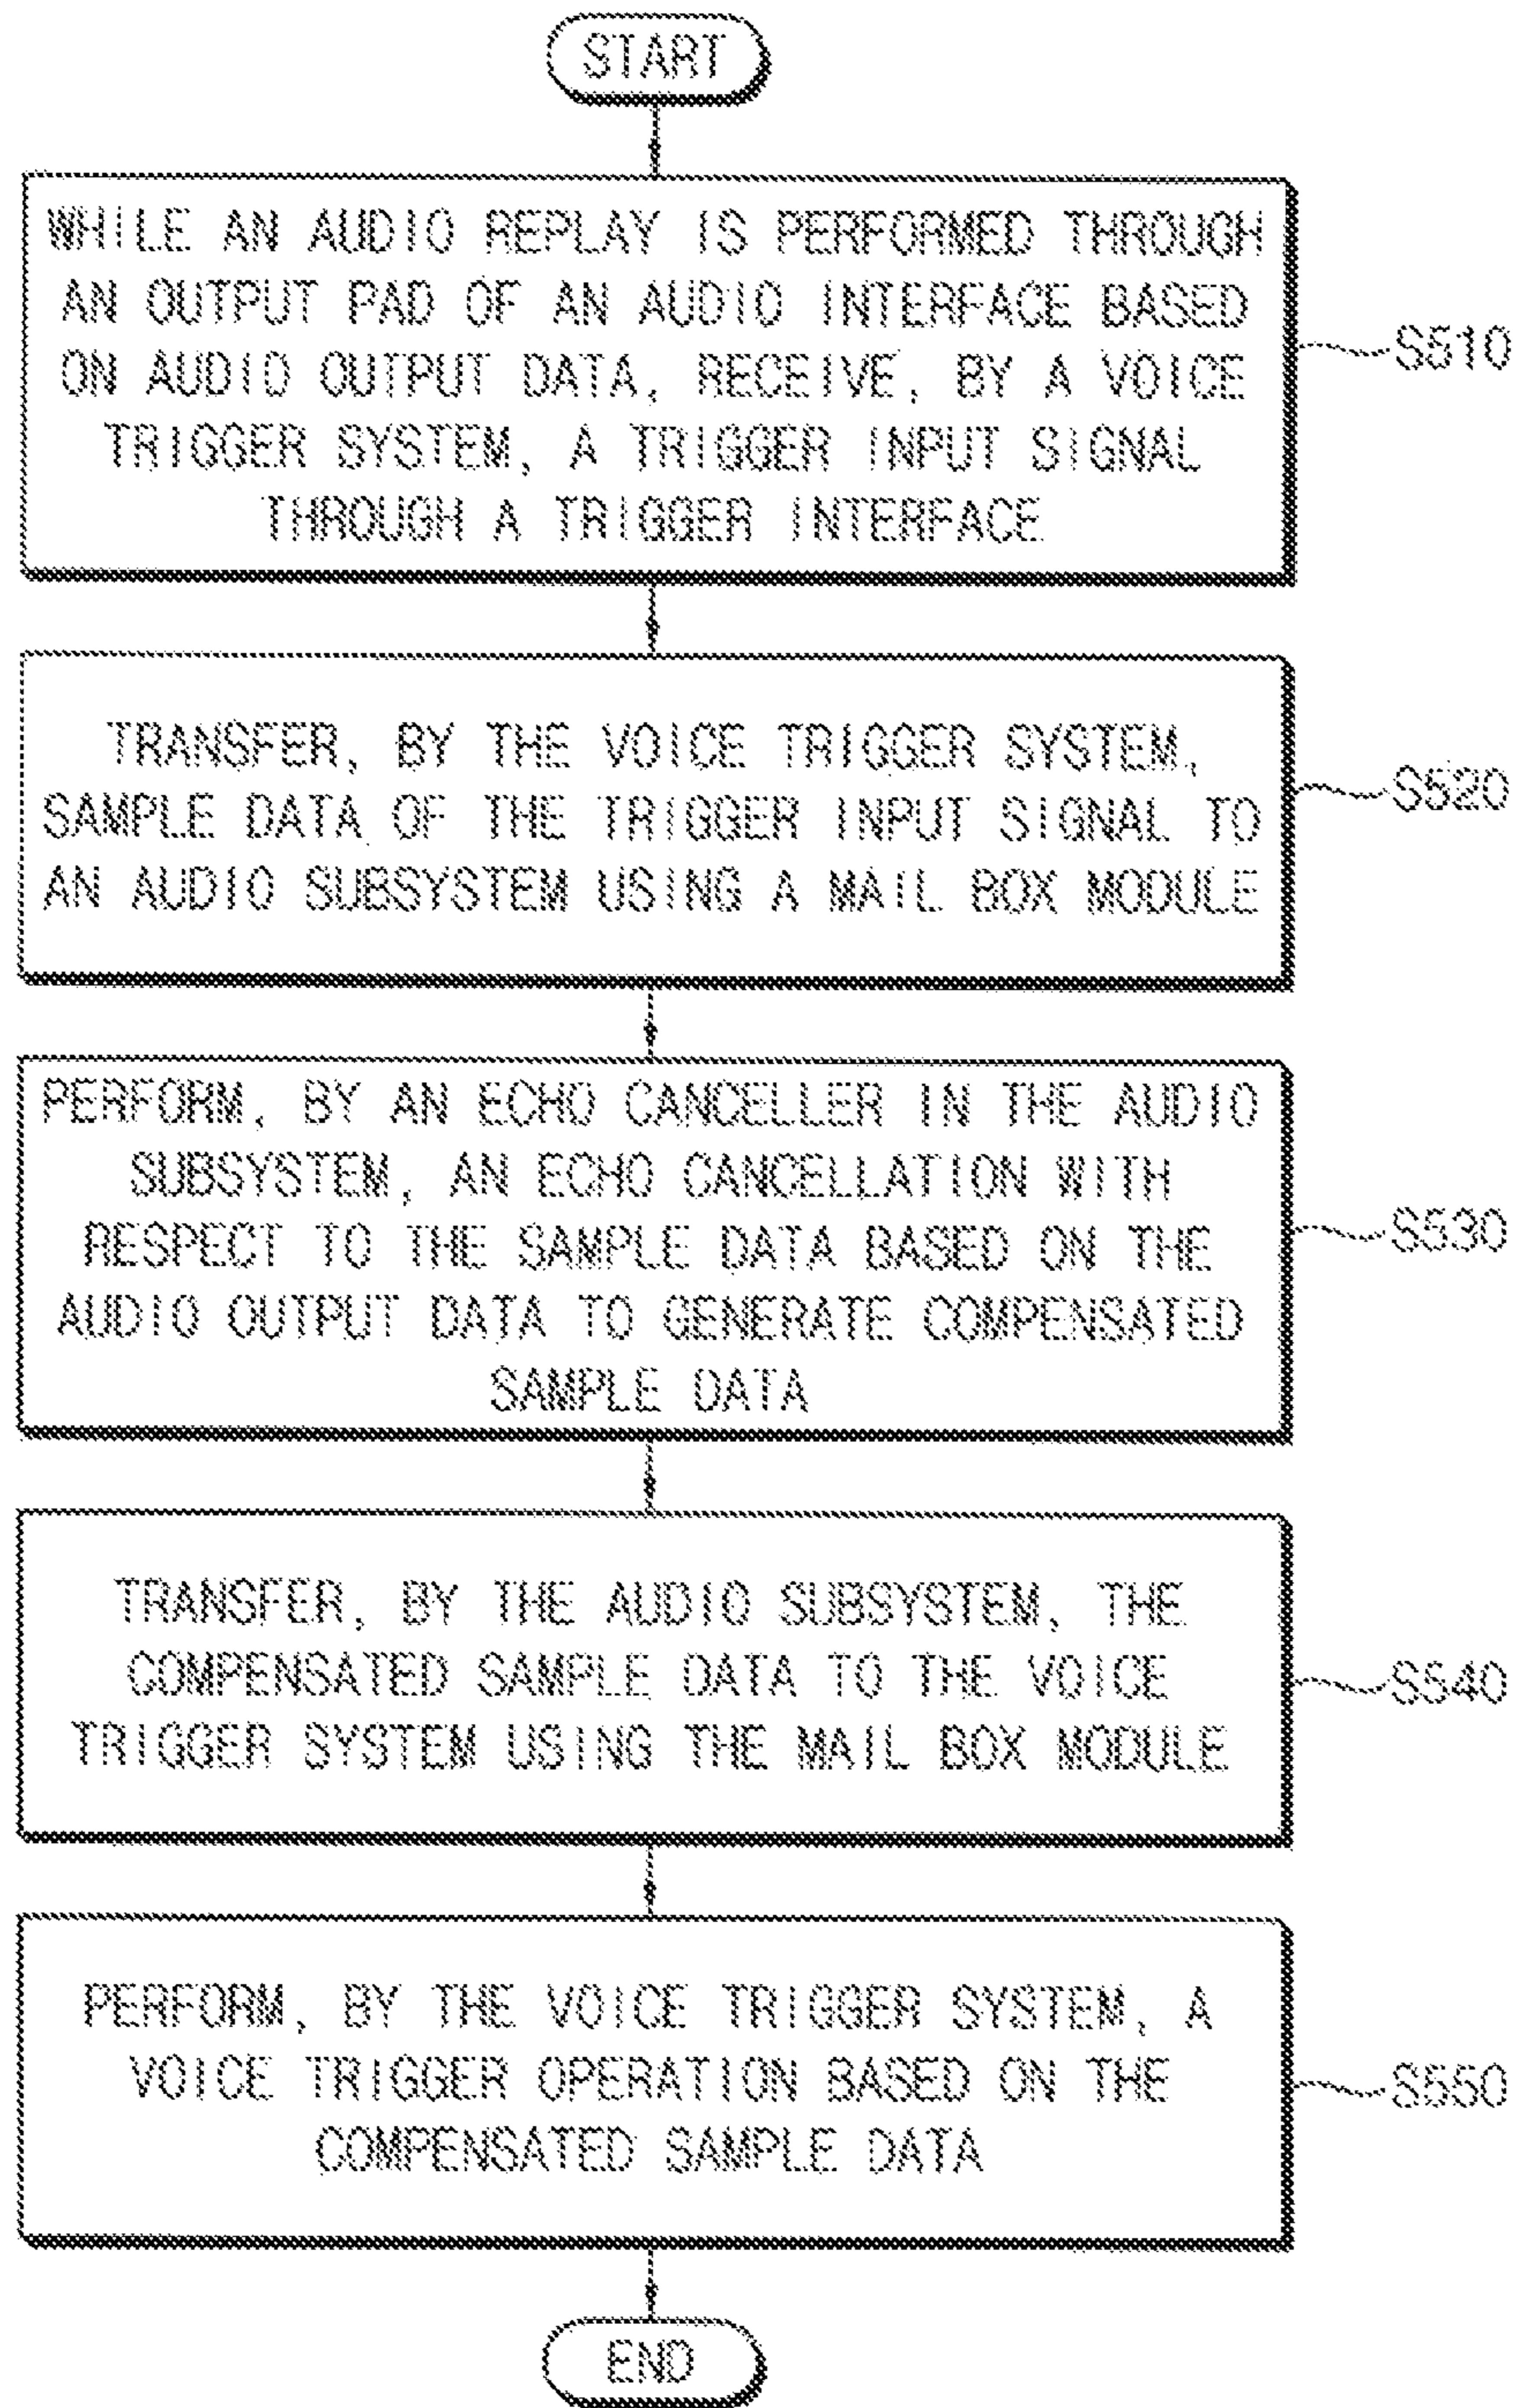 START
WHILE AN AUDIO REPLAY IS PERFORMED THROUGH
AN OUTPUT PAD OF AN AUDIO INTERFACE BASED
ON AUDIO OUTPUT DATA, RECEIVE, BY A VOICE
TRIGGER SYSTEM, A TRIGGER INPUT SIGNAL
THROUGH A TRIGGER INTERFACE
S510
TRANSFER, BY THE VOICE TRIGGER SYSTEM,
SAMPLE DATA OF THE TRIGGER INPUT SIGNAL TO
AN AUDIO SUBSYSTEM USING A MAIL BOX MODULE
S520
PERFORM, BY AN ECHO CANCELLER IN THE AUDIO
SUBSYSTEM, AN ECHO CANCELLATION WITH
RESPECT TO THE SAMPLE DATA BASED ON THE
AUDIO OUTPUT DATA TO GENERATE COMPENSATED
SAMPLE DATA
S530
TRANSFER, BY THE AUDIO SUBSYSTEM, THE
COMPENSATED SAMPLE DATA TO THE VOICE
TRIGGER SYSTEM USING THE MAIL BOX MODULE
S540
PERFORM, BY THE VOICE TRIGGER SYSTEM, A
VOICE TRIGGER OPERATION BASED ON THE
COMPENSATED SAMPLE DATA
S550
END